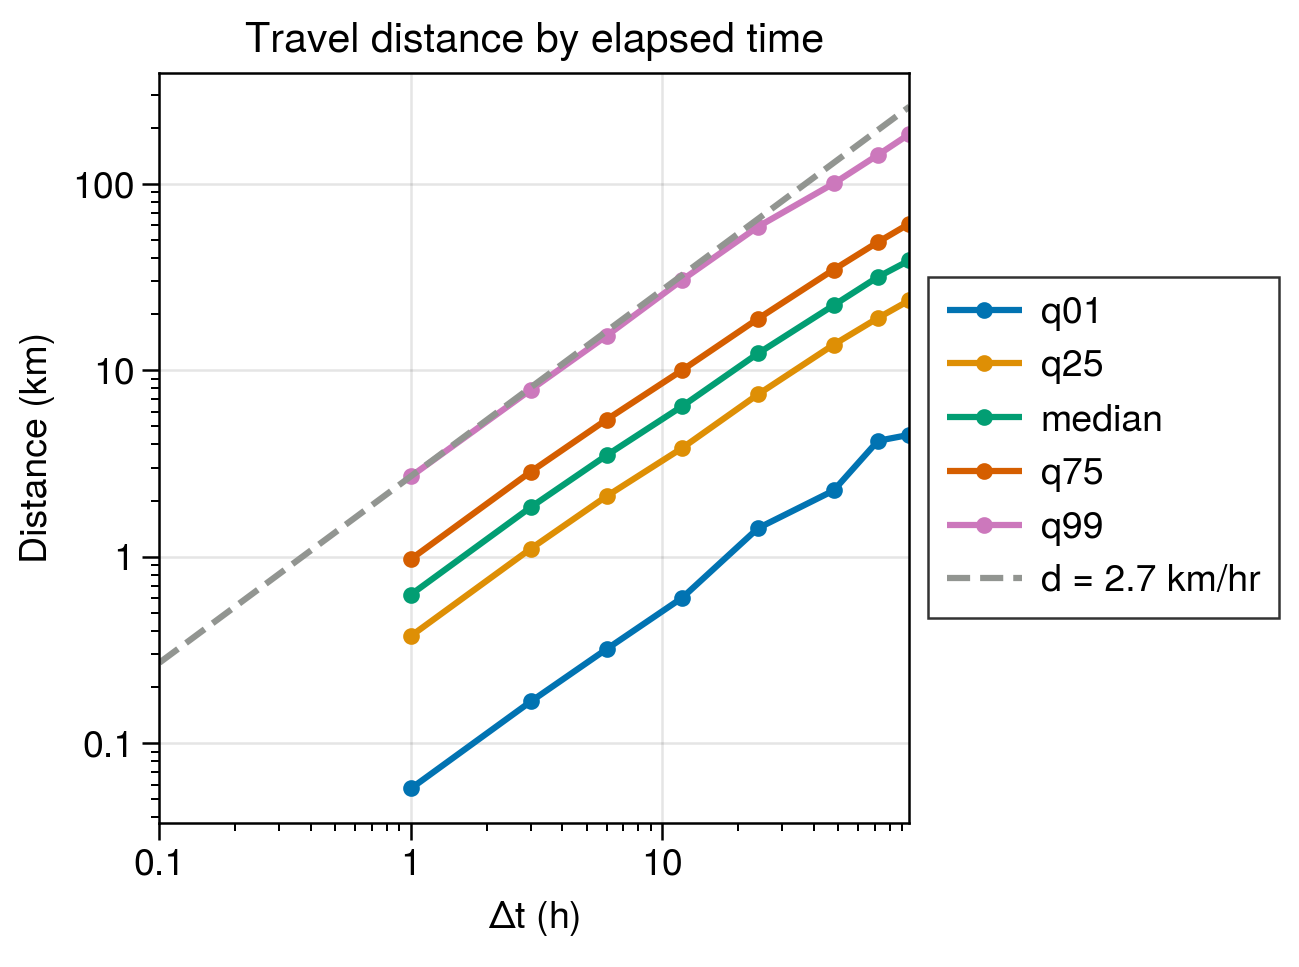 Travel distance by elapsed time
Distance (km)
100
10
1
0.1
0.1
1
10
Δt (h)
q01
q25
median
q75
q99
d = 2.7 km/hr